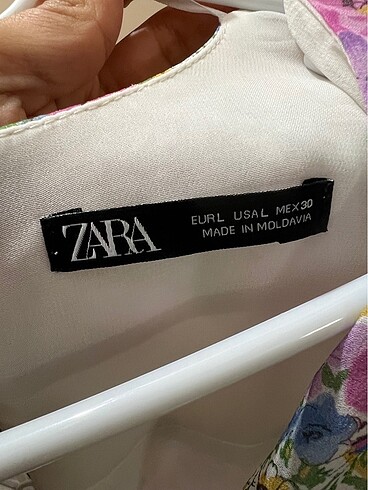 ZARA
EUR L USA L MEX 30
MADE IN MOLDAVIA